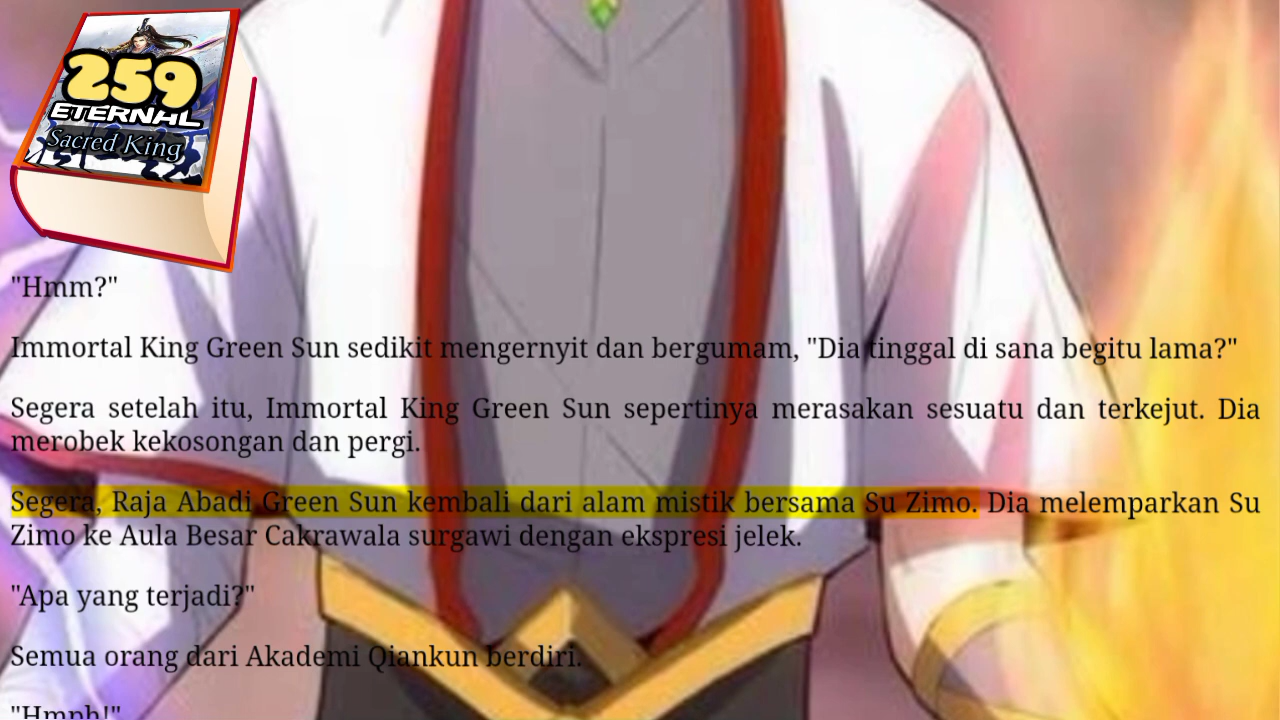 259
ETERNAL
Sacred King
"Hmm?"
Immortal King Green Sun sedikit mengernyit dan bergumam, "Dia tinggal di sana begitu lama?"
Segera setelah itu, Immortal King Green Sun sepertinya merasakan sesuatu dan terkejut. Dia
merobek kekosongan dan pergi.
Segera, Raja Abadi Green Sun kembali dari alam mistik bersama Su Zimo. Dia melemparkan Su
Zimo ke Aula Besar Cakrawala surgawi dengan ekspresi jelek.
"Apa yang terjadi?"
Semua orang dari Akademi Qiankun berdiri.
"Hmph!"